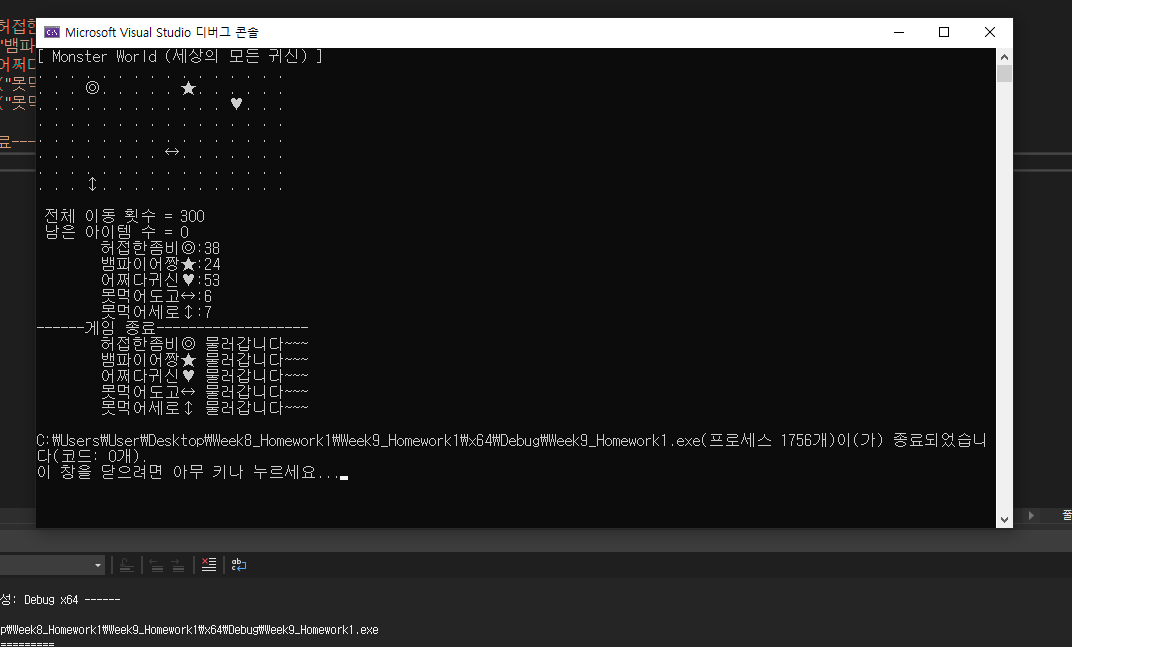 허접한
Microsoft Visual Studio 디버그 콘솔
"뱀파
어쩌다
("못먹
("못먹
료---
[ Monster World (세상의 모든 귀신) ]
. . . . . . . . . . . . . . . .
. . . ◎. . . . . ★. . . . . .
. . . . . . . . . . . . ♥. . .
. . . . . . . . . . . . . . . .
. . . . . . . . . . . . . . . .
. . . . . . . . ↔. . . . . . .
. . . . . . . . . . . . . . . .
. . . ↕. . . . . . . . . . . .
전체 이동 횟수 = 300
남은 아이템 수 = 0
허접한좀비◎:38
뱀파이어짱★:24
어쩌다귀신♥:53
못먹어도고↔:6
못먹어세로↕:7
------게임 종료-------------------
허접한좀비◎ 물러갑니다~~~
뱀파이어짱★ 물러갑니다~~~
어쩌다귀신♥ 물러갑니다~~~
못먹어도고↔ 물러갑니다~~~
못먹어세로↕ 물러갑니다~~~
C:₩Users₩User₩Desktop₩Week8_Homework1₩Week9_Homework1₩x64₩Debug₩Week9_Homework1.exe(프로세스 1756개)이(가) 종료되었습니
다(코드: 0개).
이 창을 닫으려면 아무 키나 누르세요...
성: Debug x64 ------
p₩Week8_Homework1₩Week9_Homework1₩x64₩Debug₩Week9_Homework1.exe
=========